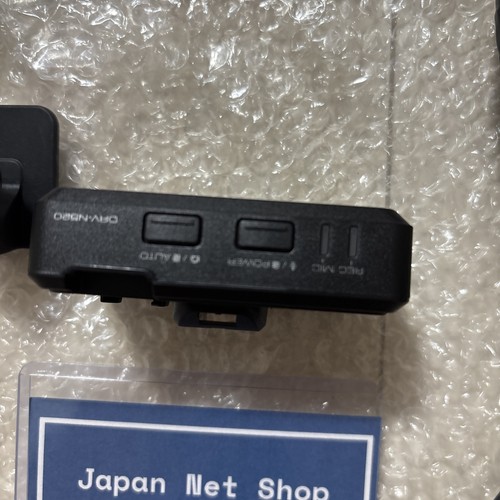 DRV-N520
AUTO
POWER
MIC
REC
Japan Net Shop